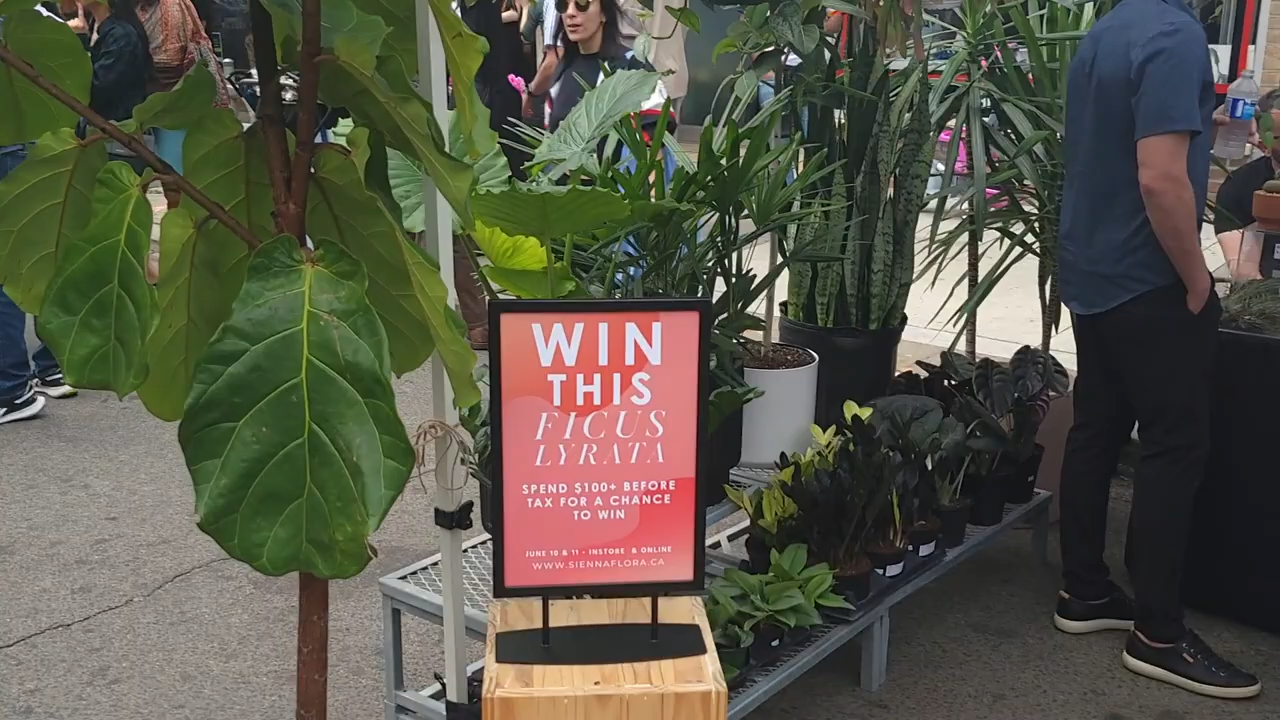 WIN
THIS
FICUS
LYRATA
SPEND $100+ BEFORE
TAX FOR A CHANCE
TO WIN
JUNE 10 & 11 - INSTORE & ONLINE
WWW.SIENNAFLORA.CA